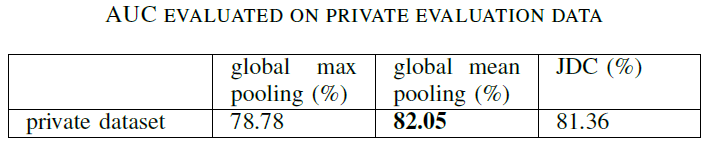 AUC EVALUATED ON PRIVATE EVALUATION DATA
global max pooling (%) global mean pooling (%) JDC (%)
private dataset 78.78 82.05 81.36